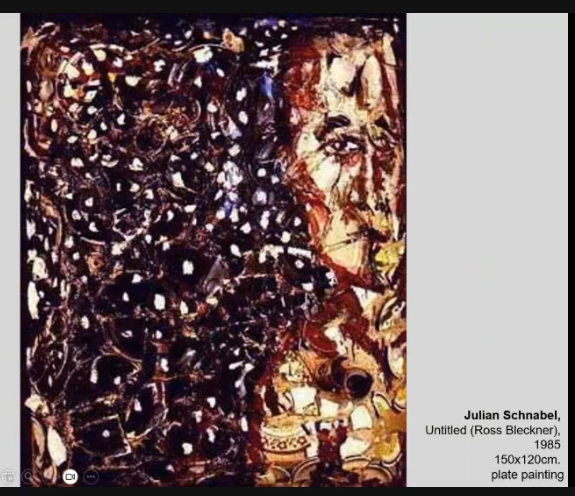 Julian Schnabel,
Untitled (Ross Bleckner),
1985
150x120cm.
plate painting